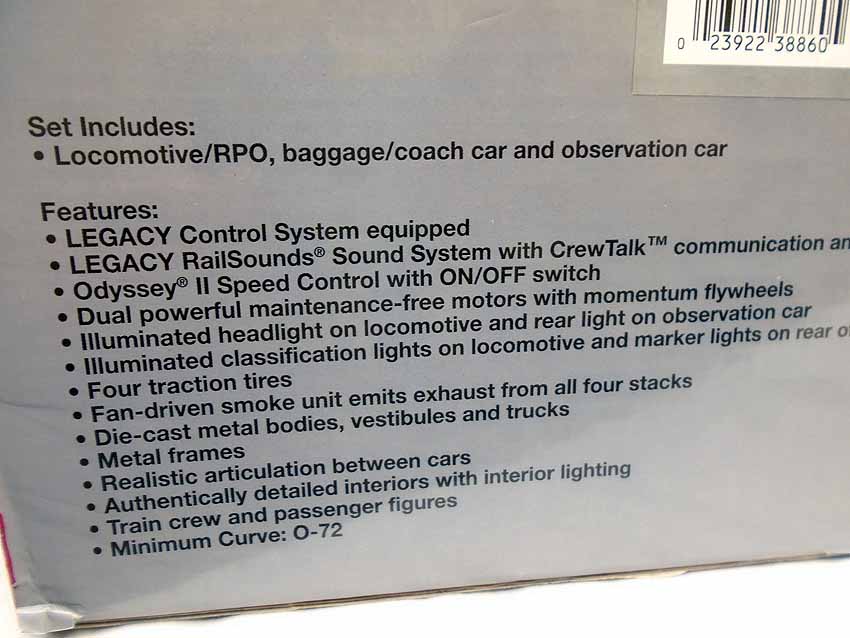 0 23922 38860
Set Includes:
• Locomotive/RPO, baggage/coach car and observation car
Features:
• LEGACY Control System equipped
• LEGACY RailSounds® Sound System with CrewTalk™ communication an
• Odyssey® II Speed Control with ON/OFF switch
• Dual powerful maintenance-free motors with momentum flywheels
• Illuminated headlight on locomotive and rear light on observation car
• Illuminated classification lights on locomotive and marker lights on rear o
• Four traction tires
• Fan-driven smoke unit emits exhaust from all four stacks
• Die-cast metal bodies, vestibules and trucks
• Metal frames
• Realistic articulation between cars
• Authentically detailed interiors with interior lighting
• Train crew and passenger figures
• Minimum Curve: O-72